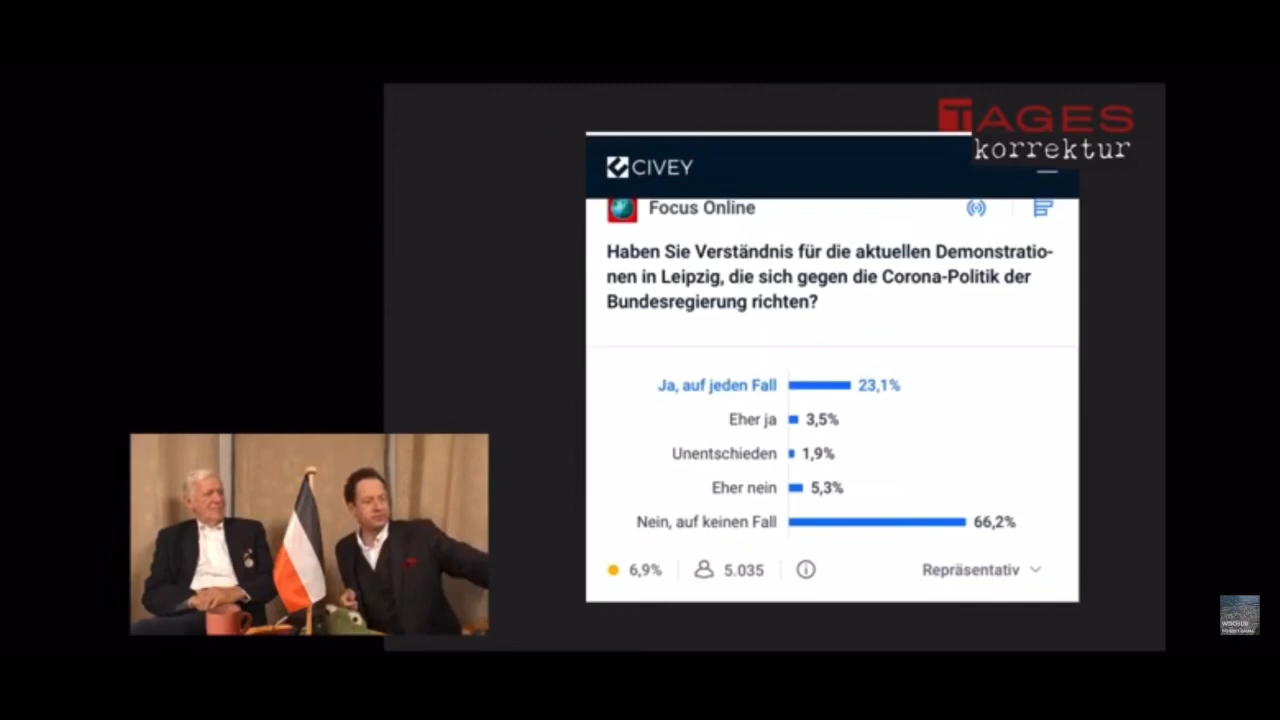 TAGES
korrektur
CIVEY
Focus Online
Haben Sie Verständnis für die aktuellen Demonstratio-
nen in Leipzig, die sich gegen die Corona-Politik der
Bundesregierung richten?
Ja, auf jeden Fall 23,1%
Eher ja 3,5%
Unentschieden 1,9%
Eher nein 5,3%
Nein, auf keinen Fall 66,2%
6,9% 5.035 Repräsentativ